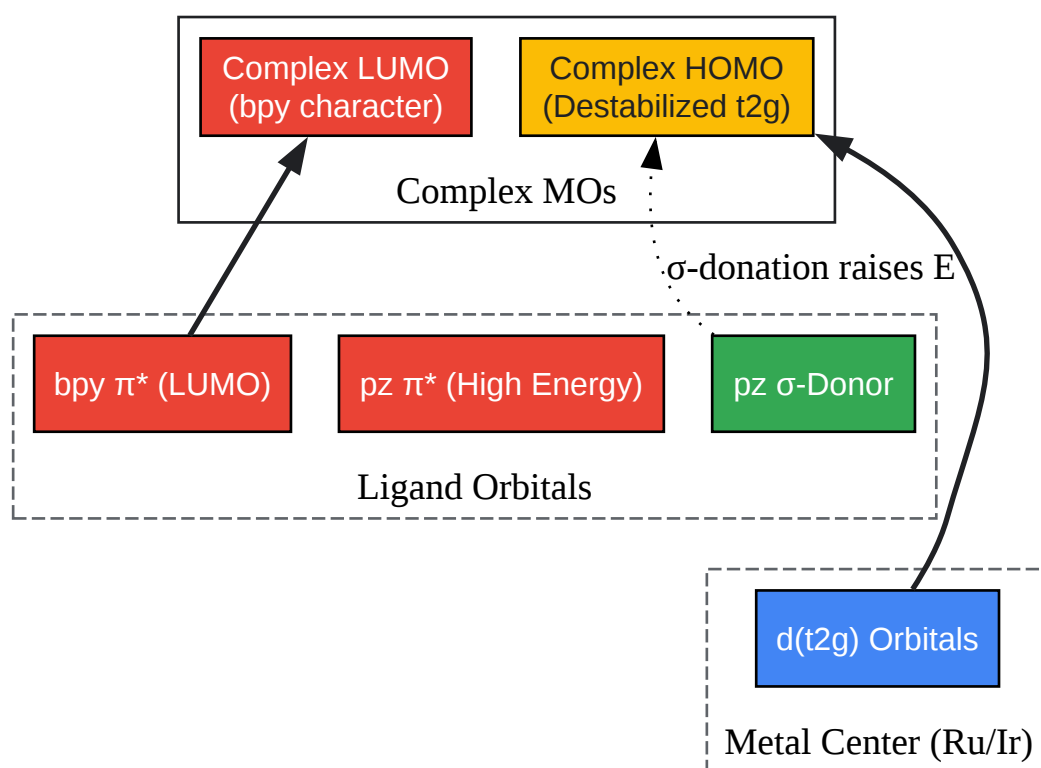 Complex LUMO
(bpy character)
Complex HOMO
(Destabilized t2g)
Complex MOs
σ-donation raises E
bpy π* (LUMO)
pz π* (High Energy)
pz σ-Donor
Ligand Orbitals
d(t2g) Orbitals
Metal Center (Ru/Ir)